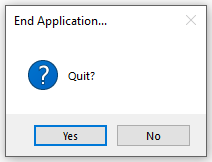 End Application...
Quit?
Yes No